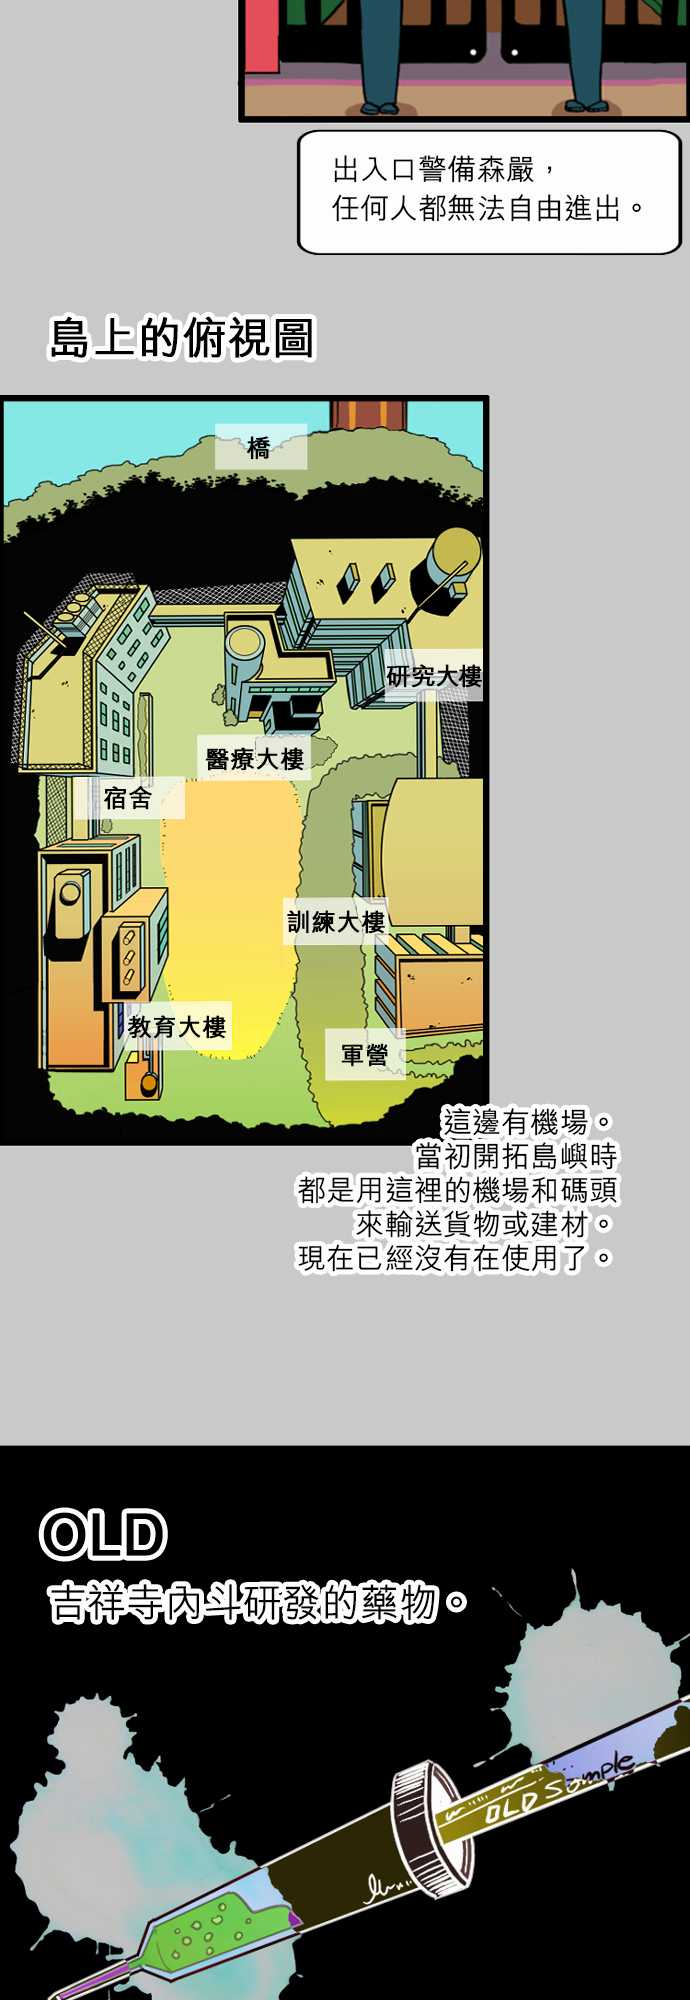 出入口警備森嚴，
任何人都無法自由進出。
島上的俯視圖
橋
研究大樓
醫療大樓
宿舍
訓練大樓
教育大樓
軍營
這邊有機場。
當初開拓島嶼時
都是用這裡的機場和碼頭
來輸送貨物或建材。
現在已經沒有在使用了。
OLD
吉祥寺內斗研發的藥物。
OLD Somple